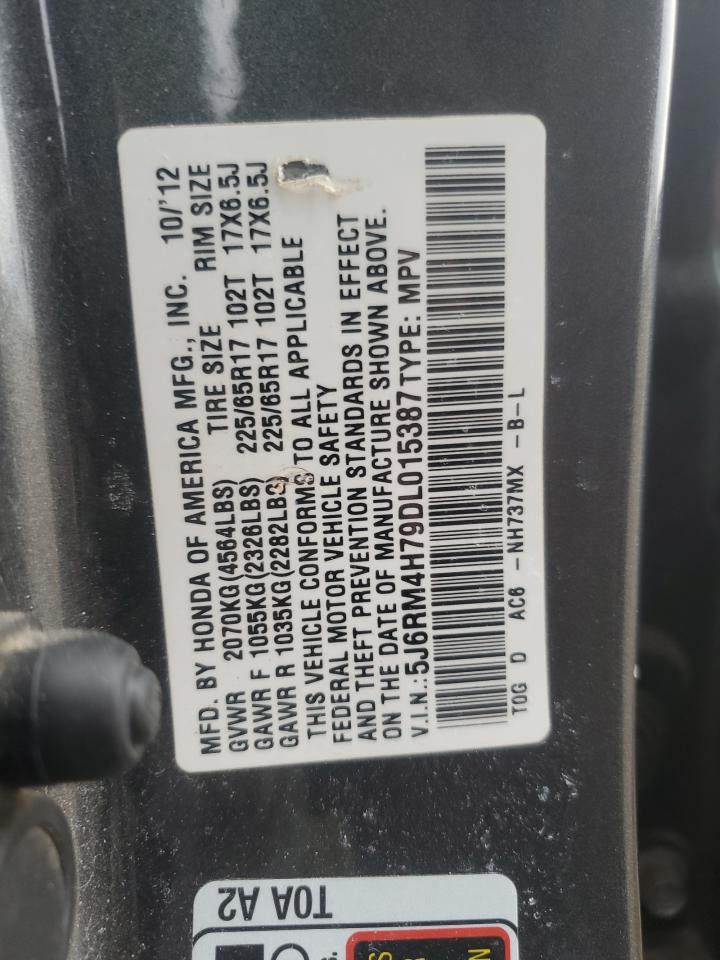 MFD. BY HONDA OF AMERICA MFG., INC. 10/'12
TIRE SIZE RIM SIZE
GVWR 2070KG(4564LBS)
GAWR F 1055KG(2326LBS) 225/65R17 102T 17X6.5J
GAWR R 1035KG(2282LBS) 225/65R17 102T 17X6.5J
THIS VEHICLE CONFORMS TO ALL APPLICABLE
FEDERAL MOTOR VEHICLE SAFETY
AND THEFT PREVENTION STANDARDS IN EFFECT
ON THE DATE OF MANUFACTURE SHOWN ABOVE.
V.I.N.:5J6RM4H79DL015387 TYPE: MPV
T0G D AC6 -NH737MX -B-L
T0A A2